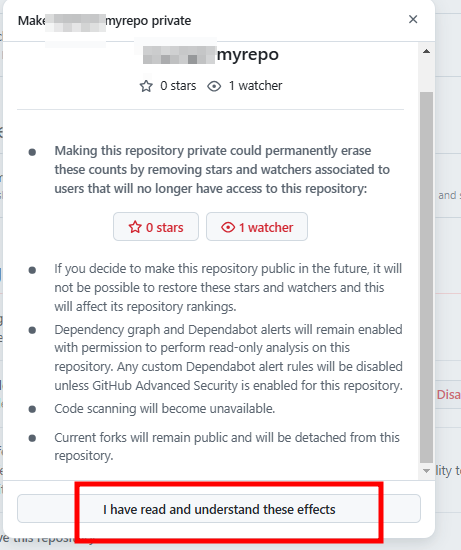 Make myrepo private
myrepo
0 stars 1 watcher
Making this repository private could permanently erase
these counts by removing stars and watchers associated to
users that will no longer have access to this repository:
0 stars 1 watcher
If you decide to make this repository public in the future, it will
not be possible to restore these stars and watchers and this
will affect its repository rankings.
and s
Dependency graph and Dependabot alerts will remain enabled
with permission to perform read-only analysis on this
repository. Any custom Dependabot alert rules will be disabled
unless GitHub Advanced Security is enabled for this repository.
Disa
Code scanning will become unavailable.
Current forks will remain public and will be detached from this
repository.
lity to
I have read and understand these effects
ve this repository